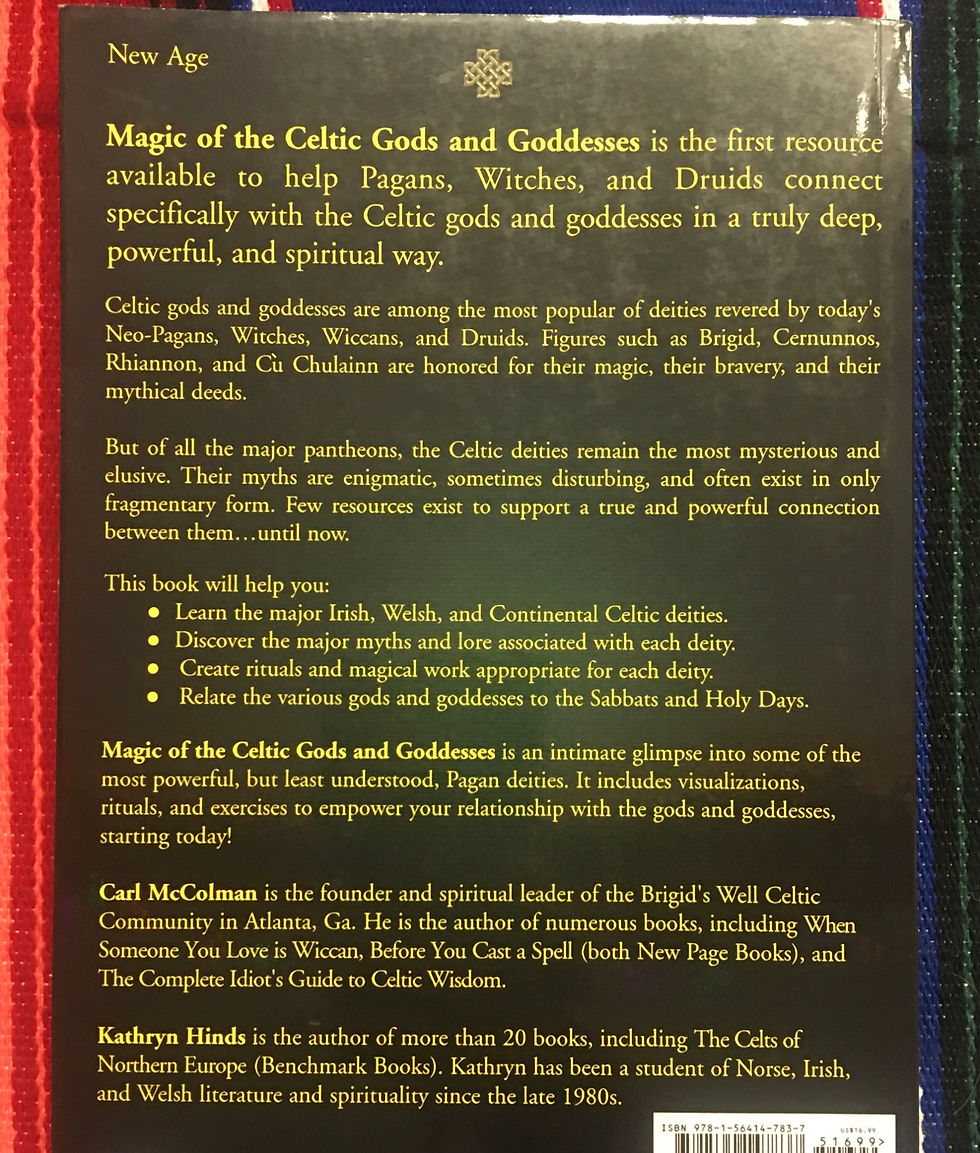 New Age
Magic of the Celtic Gods and Goddesses is the first resource
available to help Pagans, Witches, and Druids connect
specifically with the Celtic gods and goddesses in a truly deep,
powerful, and spiritual way.
Celtic gods and goddesses are among the most popular of deities revered by today's
Neo-Pagans, Witches, Wiccans, and Druids. Figures such as Brigid, Cernunnos,
Rhiannon, and Cù Chulainn are honored for their magic, their bravery, and their
mythical deeds.
But of all the major pantheons, the Celtic deities remain the most mysterious and
elusive. Their myths are enigmatic, sometimes disturbing, and often exist in only
fragmentary form. Few resources exist to support a true and powerful connection
between them…until now.
This book will help you:
● Learn the major Irish, Welsh, and Continental Celtic deities.
● Discover the major myths and lore associated with each deity.
● Create rituals and magical work appropriate for each deity.
● Relate the various gods and goddesses to the Sabbats and Holy Days.
Magic of the Celtic Gods and Goddesses is an intimate glimpse into some of the
most powerful, but least understood, Pagan deities. It includes visualizations,
rituals, and exercises to empower your relationship with the gods and goddesses,
starting today!
Carl McColman is the founder and spiritual leader of the Brigid's Well Celtic
Community in Atlanta, Ga. He is the author of numerous books, including When
Someone You Love is Wiccan, Before You Cast a Spell (both New Page Books), and
The Complete Idiot's Guide to Celtic Wisdom.
Kathryn Hinds is the author of more than 20 books, including The Celts of
Northern Europe (Benchmark Books). Kathryn has been a student of Norse, Irish,
and Welsh literature and spirituality since the late 1980s.
ISBN 978-1-56414-783-7
US$16.99
51699>